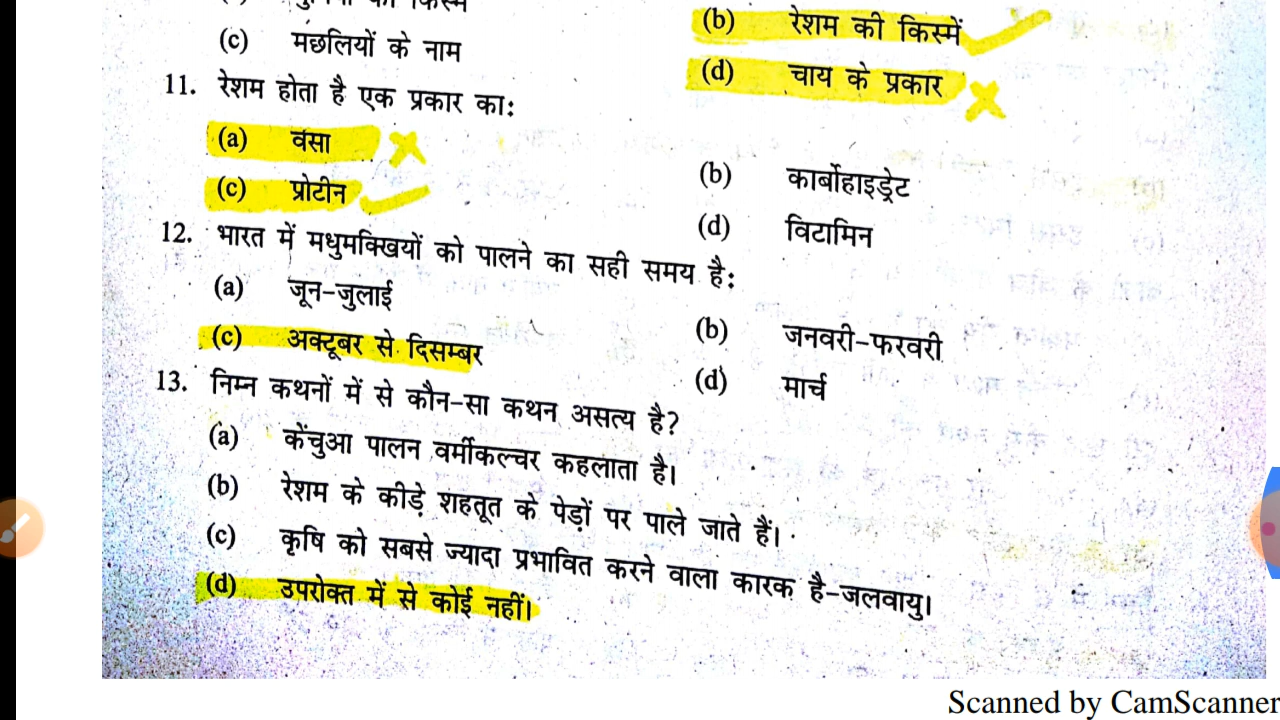 (c) मछलियों के नाम
(b) रेशम की किस्में
(d) चाय के प्रकार
11. रेशम होता है एक प्रकार का:
(a) वंसा
(b) कार्बोहाइड्रेट
(c) प्रोटीन
(d) विटामिन
12. भारत में मधुमक्खियों को पालने का सही समय है:
(a) जून-जुलाई
(b) जनवरी-फरवरी
(c) अक्टूबर से दिसम्बर
(d) मार्च
13. निम्न कथनों में से कौन-सा कथन असत्य है?
(a) केंचुआ पालन वर्मीकल्चर कहलाता है।
(b) रेशम के कीड़े शहतूत के पेड़ों पर पाले जाते हैं।
(c) कृषि को सबसे ज्यादा प्रभावित करने वाला कारक है-जलवायु।
(d) उपरोक्त में से कोई नहीं।
Scanned by CamScanner